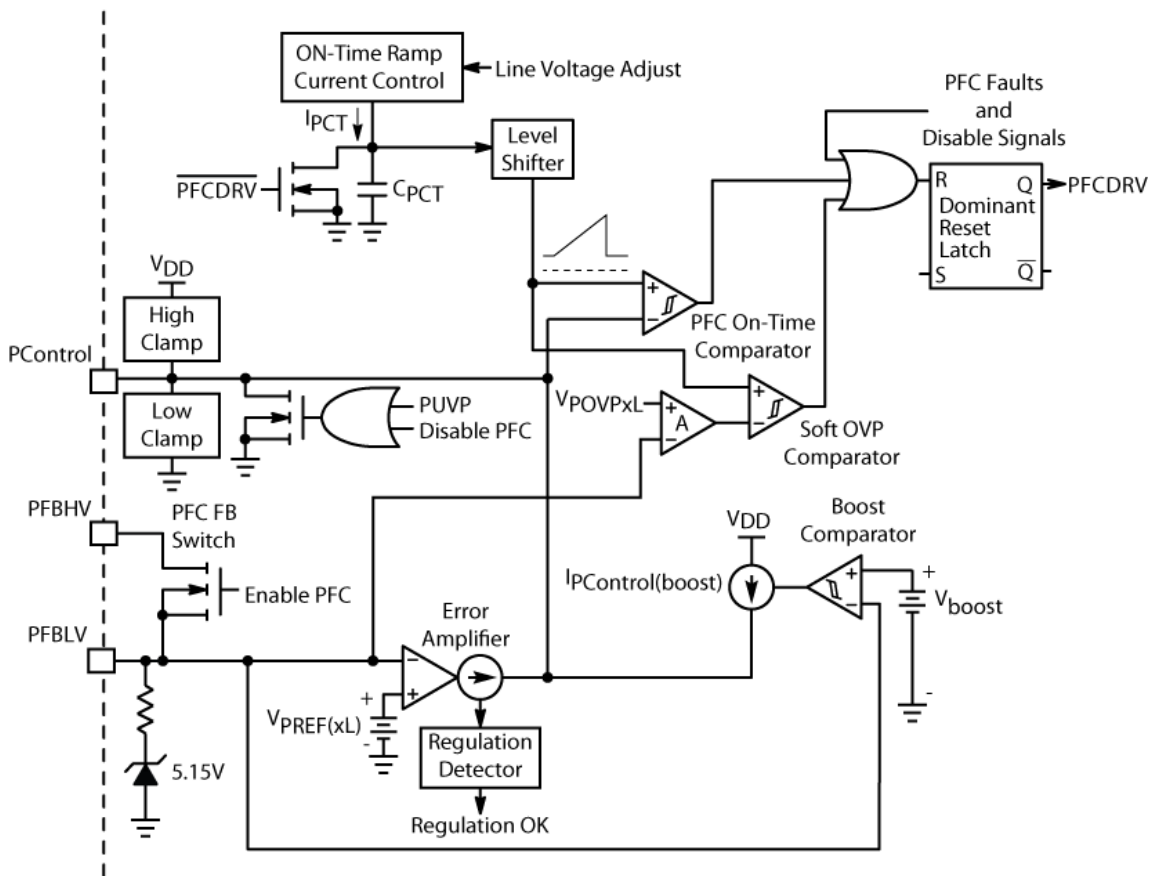 ON-Time Ramp
Current Control
Line Voltage Adjust
IPCT
PFCDRV
CPCT
Level
Shifter
PFC Faults
and
Disable Signals
R
Q
PFCDRV
Dominant
Reset
Latch
S
Q
VDD
High
Clamp
+
−
PFC On-Time
Comparator
PControl
Low
Clamp
PUVP
Disable PFC
VPOVPxL
+
A
−
+
−
Soft OVP
Comparator
PFBHV
PFC FB
Switch
Enable PFC
VDD
Boost
Comparator
IPControl(boost)
+
−
+
Vboost
-
PFBLV
Error
Amplifier
−
+
+
VPREF(xL)
-
5.15V
Regulation
Detector
Regulation OK